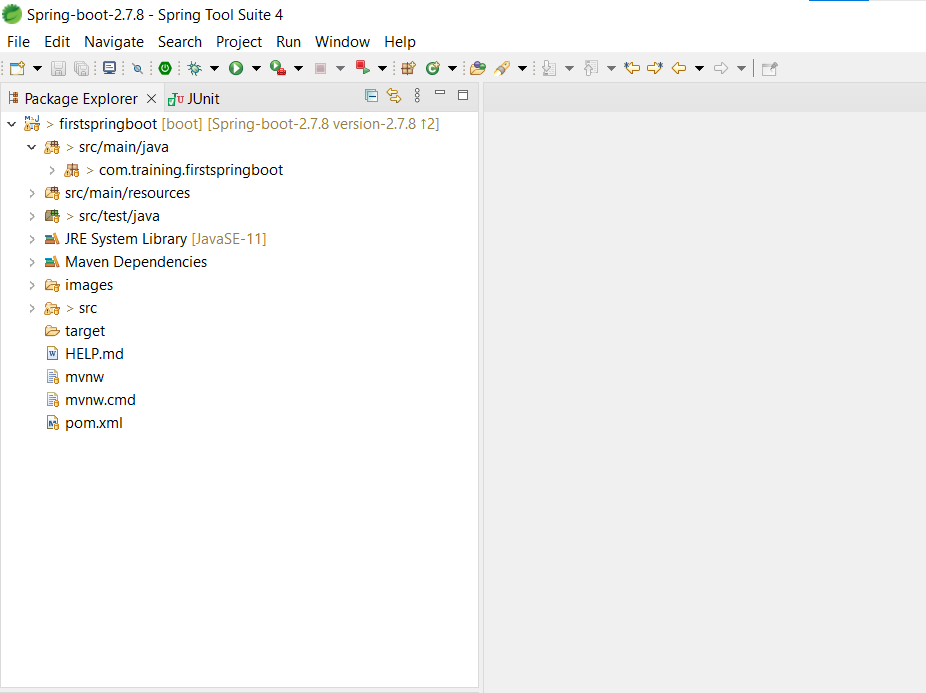 Spring-boot-2.7.8 - Spring Tool Suite 4
File Edit Navigate Search Project Run Window Help
Package Explorer JUnit
> firstspringboot [boot] [Spring-boot-2.7.8 version-2.7.8 ↑2]
> src/main/java
> com.training.firstspringboot
src/main/resources
> src/test/java
JRE System Library [JavaSE-11]
Maven Dependencies
images
> src
target
HELP.md
mvnw
mvnw.cmd
pom.xml